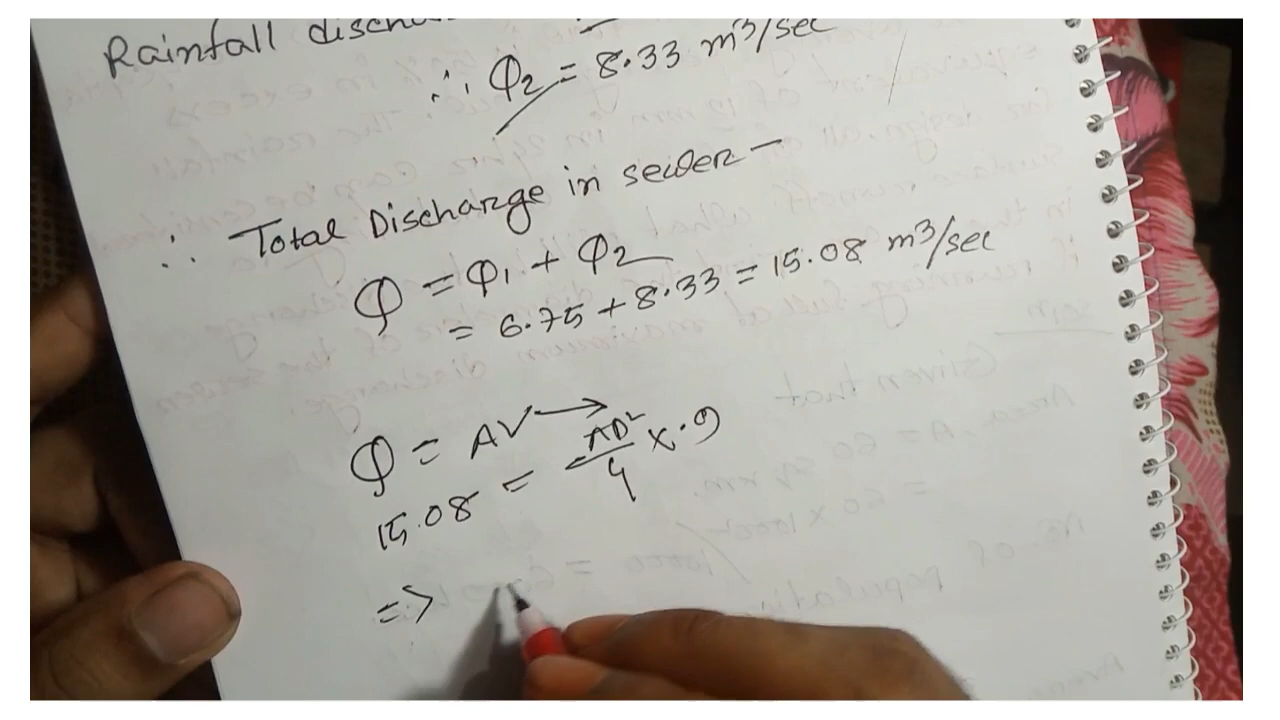 Rainfall disch
∴ Q₂ = 8.33 m³/sec
∴ Total Discharge in sewer –
Q = Q₁ + Q₂
= 6.75 + 8.33 = 15.08 m³/sec
Q = AV →
15.08 = πD²/4 × .9
=>